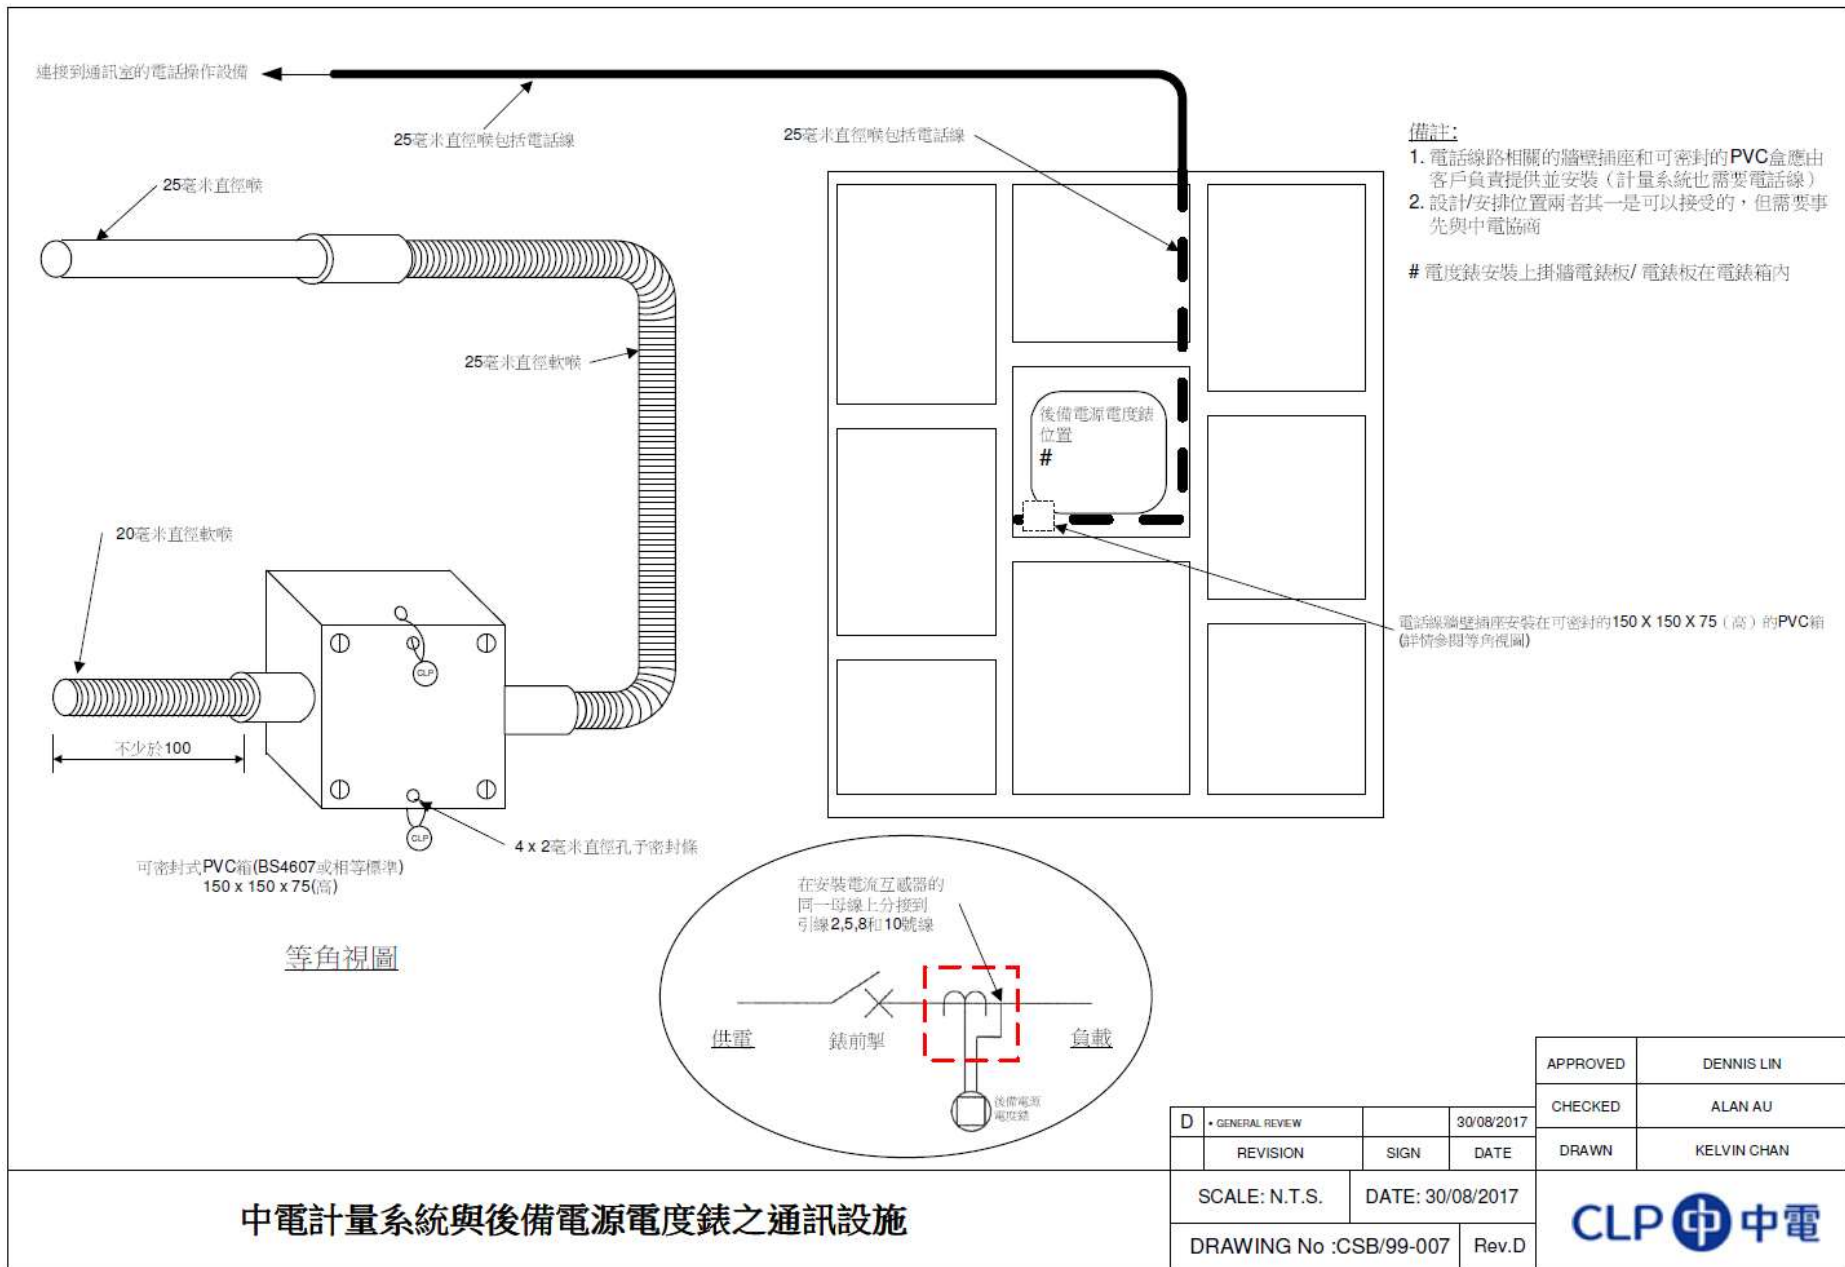 連接到通訊室的電話操作設備
25毫米直徑喉包括電話線
25毫米直徑喉包括電話線
備註:
1. 電話線路相關的牆壁插座和可密封的PVC盒應由
客戶負責提供並安裝（計量系統也需要電話線）
2. 設計/安排位置兩者其一是可以接受的，但需要事
先與中電協商
# 電度錶安裝上掛牆電錶板/ 電錶板在電錶箱內
25毫米直徑喉
25毫米直徑軟喉
後備電源電度錶
位置
#
20毫米直徑軟喉
電話線牆壁插座安裝在可密封的150 X 150 X 75（高）的PVC箱
(詳情參閱等角視圖)
CLP
不少於100
CLP
4 x 2毫米直徑孔予密封條
可密封式PVC箱(BS4607或相等標準)
150 x 150 x 75(高)
等角視圖
在安裝電流互感器的
同一母線上分接到
引線2,5,8和10號線
供電
錶前掣
負載
後備電源
電度錶
APPROVED DENNIS LIN
CHECKED ALAN AU
DRAWN KELVIN CHAN
D • GENERAL REVIEW 30/08/2017
REVISION SIGN DATE
SCALE: N.T.S. DATE: 30/08/2017
DRAWING No :CSB/99-007 Rev.D
中電計量系統與後備電源電度錶之通訊設施
CLP 中電